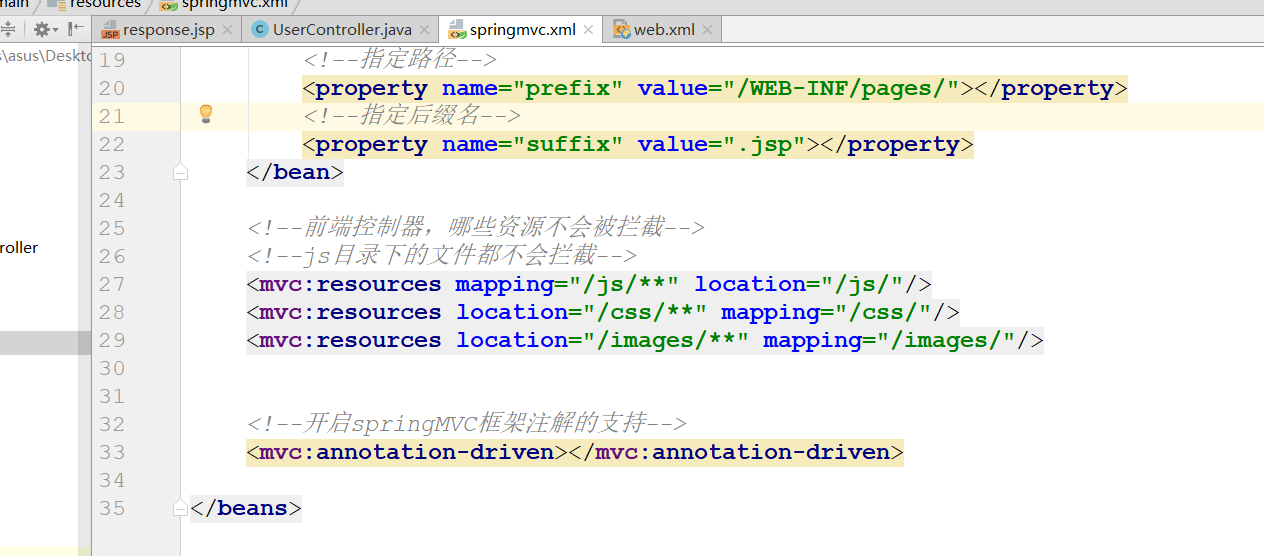 main resources springmvc.xml
response.jsp UserController.java springmvc.xml web.xml
s\asus\Deskto
19 <!--指定路径-->
20 <property name="prefix" value="/WEB-INF/pages/"></property>
21 <!--指定后缀名-->
22 <property name="suffix" value=".jsp"></property>
23 </bean>
24
25 <!--前端控制器，哪些资源不会被拦截-->
roller
26 <!--js目录下的文件都不会拦截-->
27 <mvc:resources mapping="/js/**" location="/js/"/>
28 <mvc:resources location="/css/**" mapping="/css/"/>
29 <mvc:resources location="/images/**" mapping="/images/"/>
30
31
32 <!--开启springMVC框架注解的支持-->
33 <mvc:annotation-driven></mvc:annotation-driven>
34
35 </beans>